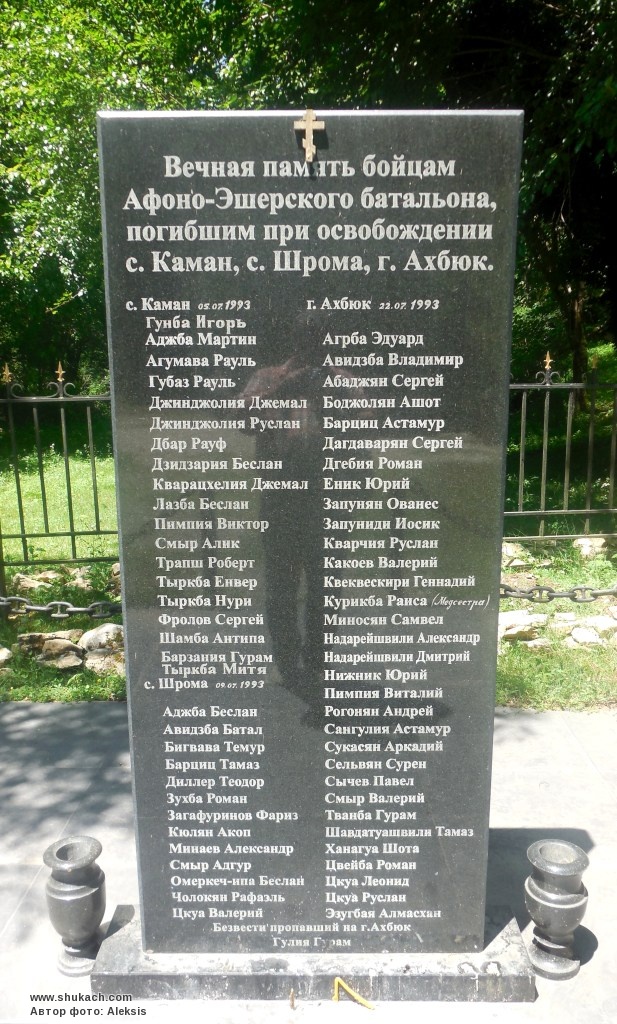 Вечная память бойцам
Афоно-Эшерского батальона,
погибшим при освобождении
с. Каман, с. Шрома, г. Ахбюк.
с. Каман 05.07.1993
Гунба Игорь
Аджба Мартин
Агумава Рауль
Губаз Рауль
Джинджолия Джемал
Джинджолия Руслан
Дбар Рауф
Дзидзария Беслан
Кварацхелия Джемал
Лазба Беслан
Пимпия Виктор
Смыр Алик
Трапш Роберт
Тыркба Енвер
Тыркба Нури
Фролов Сергей
Шамба Антипа
Барзания Гурам
Тыркба Митя
с. Шрома 09.07.1993
Аджба Беслан
Авидзба Батал
Бигвава Темур
Барциц Тамаз
Диллер Теодор
Зухба Роман
Загафуринов Фариз
Кюлян Акоп
Минаев Александр
Смыр Адгур
Омеркеч-ипа Беслан
Чолокян Рафаэль
Цкуа Валерий
г. Ахбюк 22.07.1993
Агрба Эдуард
Авидзба Владимир
Абаджян Сергей
Боджолян Ашот
Барциц Астамур
Дагдаварян Сергей
Дгебия Роман
Еник Юрий
Запунян Ованес
Запуниди Иосик
Кварчия Руслан
Какоев Валерий
Квеквескири Геннадий
Курикба Раиса (Медсестра)
Миносян Самвел
Надарейшвили Александр
Надарейшвили Дмитрий
Нижник Юрий
Пимпия Виталий
Рогонян Андрей
Сангулия Астамур
Сукасян Аркадий
Сельвян Сурен
Сычев Павел
Смыр Валерий
Тванба Гурам
Шавдатуашвили Тамаз
Ханагуа Шота
Цвейба Роман
Цкуа Леонид
Цкуа Руслан
Эзугбая Алмасхан
Безвести пропавший на г.Ахбюк
Гулия Гурам
www.shukach.com
Автор фото: Aleksis